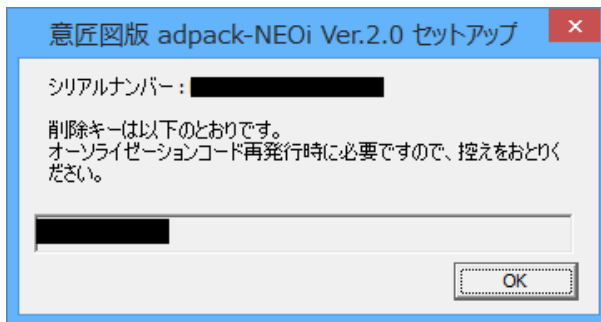 意匠図版 adpack-NEOi Ver.2.0 セットアップ
シリアルナンバー：
削除キーは以下のとおりです。
オーソライゼーションコード再発行時に必要ですので、控えをおとりく
ださい。
OK